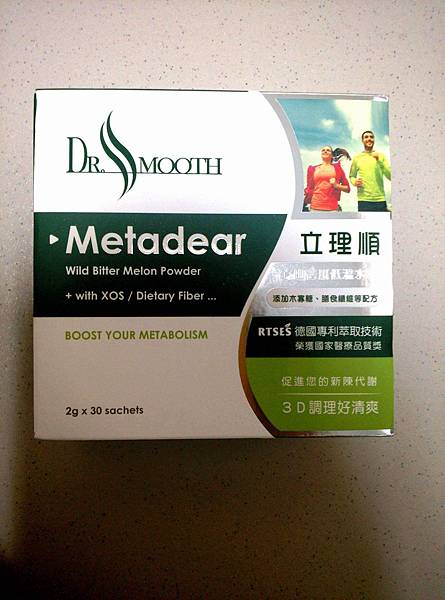 DR. SMOOTH
Metadear
Wild Bitter Melon Powder
+ with XOS / Dietary Fiber ...
BOOST YOUR METABOLISM
2g x 30 sachets
立理順
添加木寡糖、膳食纖維等配方
RTSES 德國專利萃取技術
榮獲國家醫療品質獎
促進您的新陳代謝
3D調理好清爽